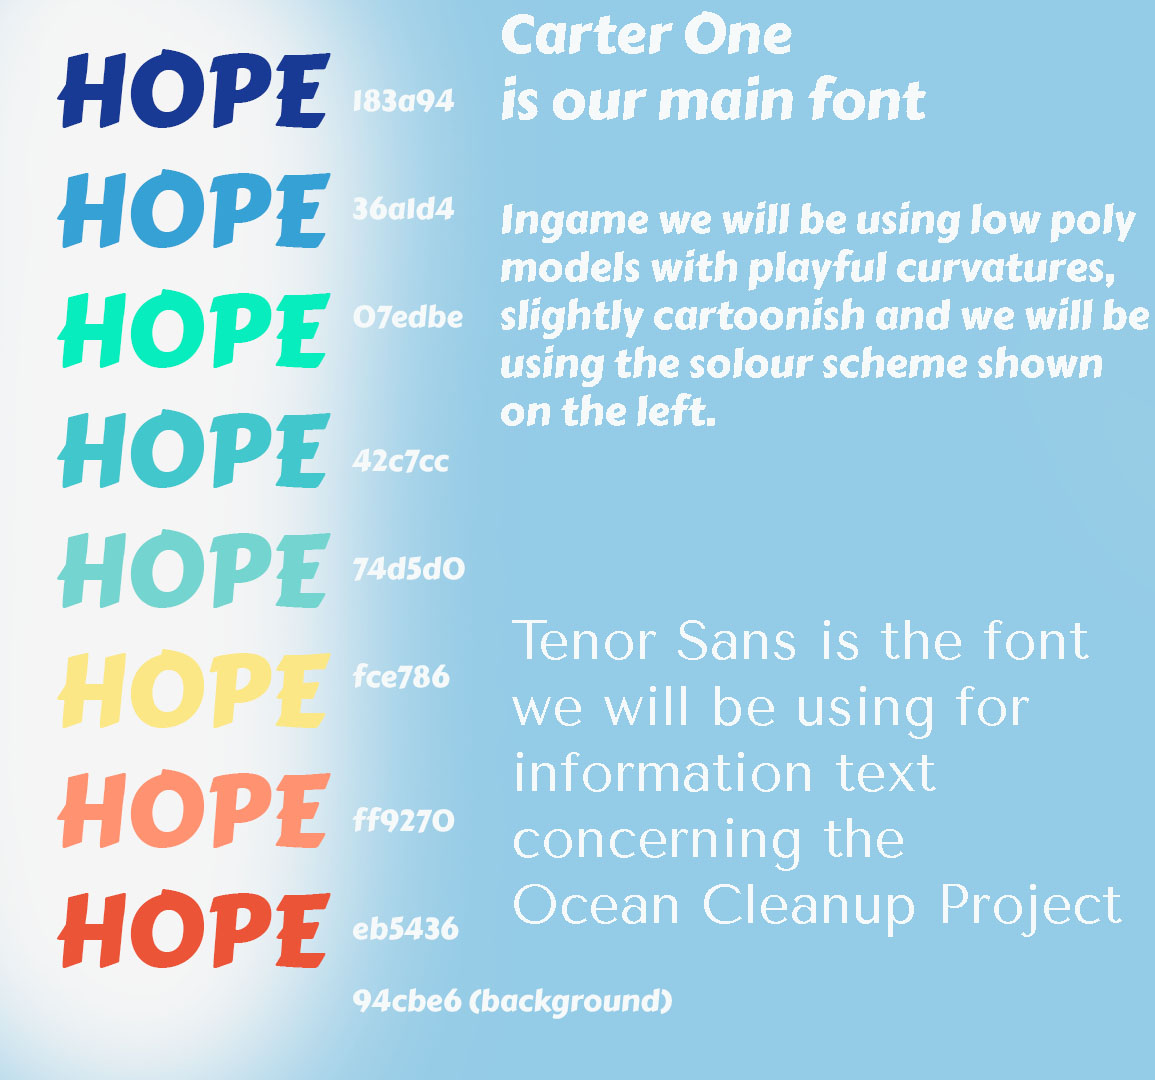 HOPE 183a94
HOPE 36a1d4
HOPE 07edbe
HOPE 42c7cc
HOPE 74d5d0
HOPE fce786
HOPE ff9270
HOPE eb5436
94cbe6 (background)
Carter One
is our main font
Ingame we will be using low poly
models with playful curvatures,
slightly cartoonish and we will be
using the solour scheme shown
on the left.
Tenor Sans is the font
we will be using for
information text
concerning the
Ocean Cleanup Project